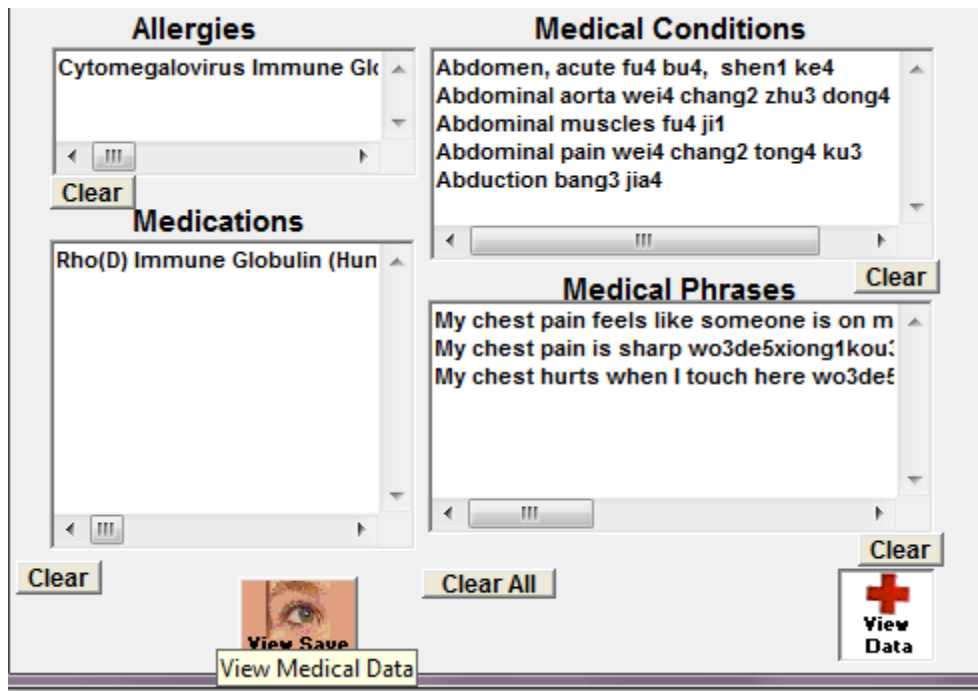 Allergies
Cytomegalovirus Immune Glo
Clear
Medications
Rho(D) Immune Globulin (Hun
Clear
Medical Conditions
Abdomen, acute fu4 bu4,  shen1 ke4
Abdominal aorta wei4 chang2 zhu3 dong4
Abdominal muscles fu4 ji1
Abdominal pain wei4 chang2 tong4 ku3
Abduction bang3 jia4
Clear
Medical Phrases
My chest pain feels like someone is on m
My chest pain is sharp wo3de5xiong1kou3
My chest hurts when I touch here wo3de5
Clear
View Save
View Medical Data
Clear All
View
Data